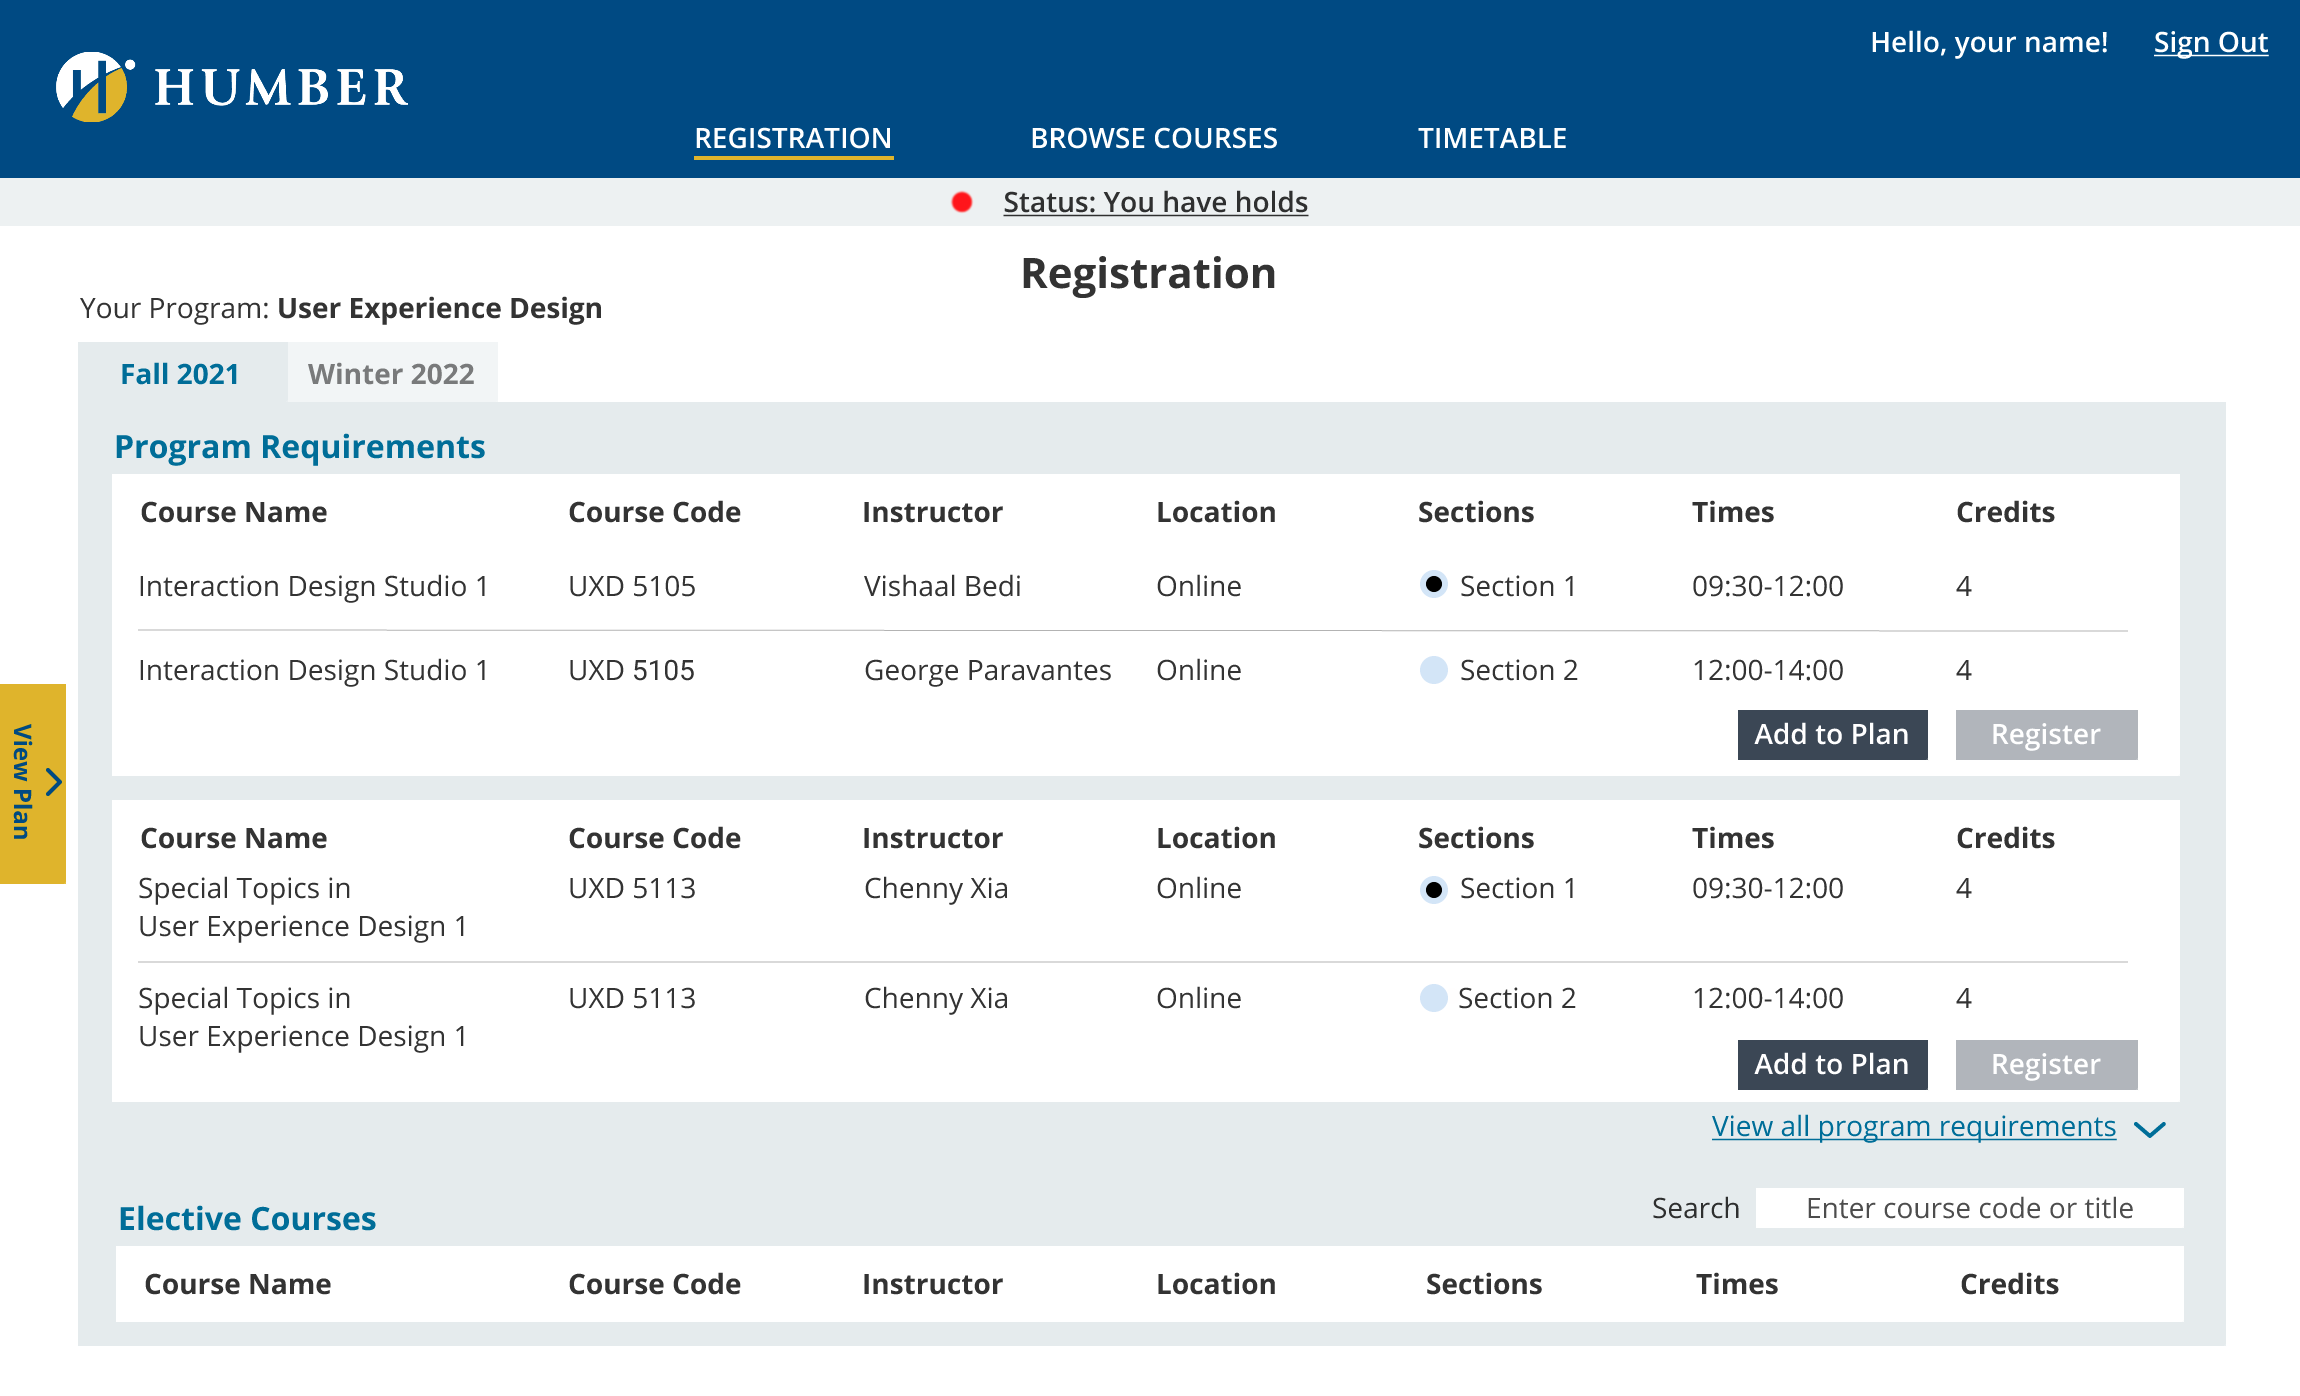 Hello, your name! Sign Out
HUMBER
REGISTRATION BROWSE COURSES TIMETABLE
Status: You have holds
Registration
Your Program: User Experience Design
Fall 2021 Winter 2022
Program Requirements
Course Name Course Code Instructor Location Sections Times Credits
Interaction Design Studio 1 UXD 5105 Vishaal Bedi Online Section 1 09:30-12:00 4
Interaction Design Studio 1 UXD 5105 George Paravantes Online Section 2 12:00-14:00 4
Add to Plan Register
View Plan
Course Name Course Code Instructor Location Sections Times Credits
Special Topics in UXD 5113 Chenny Xia Online Section 1 09:30-12:00 4
User Experience Design 1
Special Topics in UXD 5113 Chenny Xia Online Section 2 12:00-14:00 4
User Experience Design 1
Add to Plan Register
View all program requirements
Elective Courses Search Enter course code or title
Course Name Course Code Instructor Location Sections Times Credits